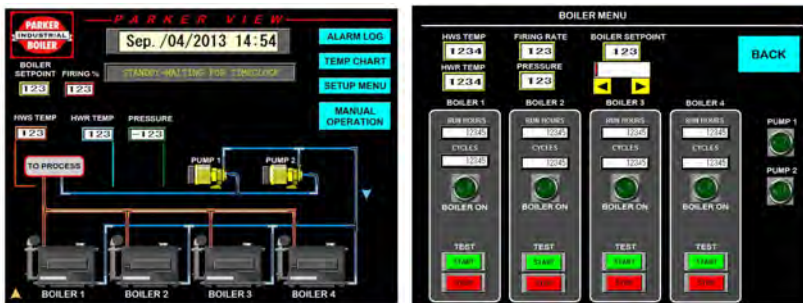 PARKER
INDUSTRIAL
BOILER
PARKER VIEW
Sep./04/2013 14:54
STANDBY-WAITING FOR TIMECLOCK
ALARM LOG
TEMP CHART
SETUP MENU
MANUAL
OPERATION
BOILER
SETPOINT
FIRING %
123
123
HWS TEMP
HWR TEMP
PRESSURE
123
123
-123
TO PROCESS
PUMP 1
PUMP 2
BOILER 1
BOILER 2
BOILER 3
BOILER 4
BOILER MENU
HWS TEMP
FIRING RATE
BOILER SETPOINT
1234
123
123
HWR TEMP
PRESSURE
1234
123
BACK
BOILER 1
BOILER 2
BOILER 3
BOILER 4
RUN HOURS
RUN HOURS
RUN HOURS
RUN HOURS
12345
12345
12345
12345
CYCLES
CYCLES
CYCLES
CYCLES
12345
12345
12345
12345
BOILER ON
BOILER ON
BOILER ON
BOILER ON
TEST
TEST
TEST
TEST
START
START
START
START
STOP
STOP
STOP
STOP
PUMP 1
PUMP 2